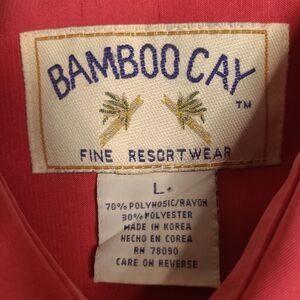 BAMBOO CAY
TM
FINE RESORTWEAR
L
70% POLYNOSIC/RAYON
30% POLYESTER
MADE IN KOREA
HECHO EN COREA
RN 78090
CARE ON REVERSE